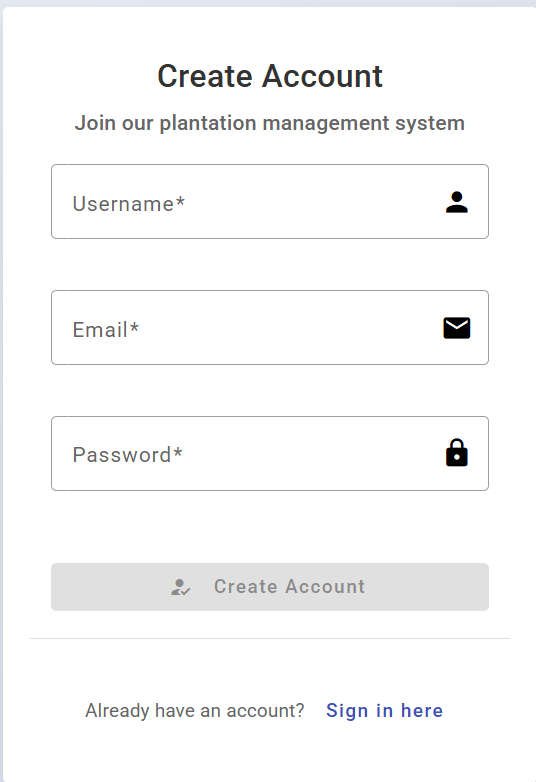 Create Account
Join our plantation management system
Username*
Email*
Password*
Create Account
Already have an account? Sign in here